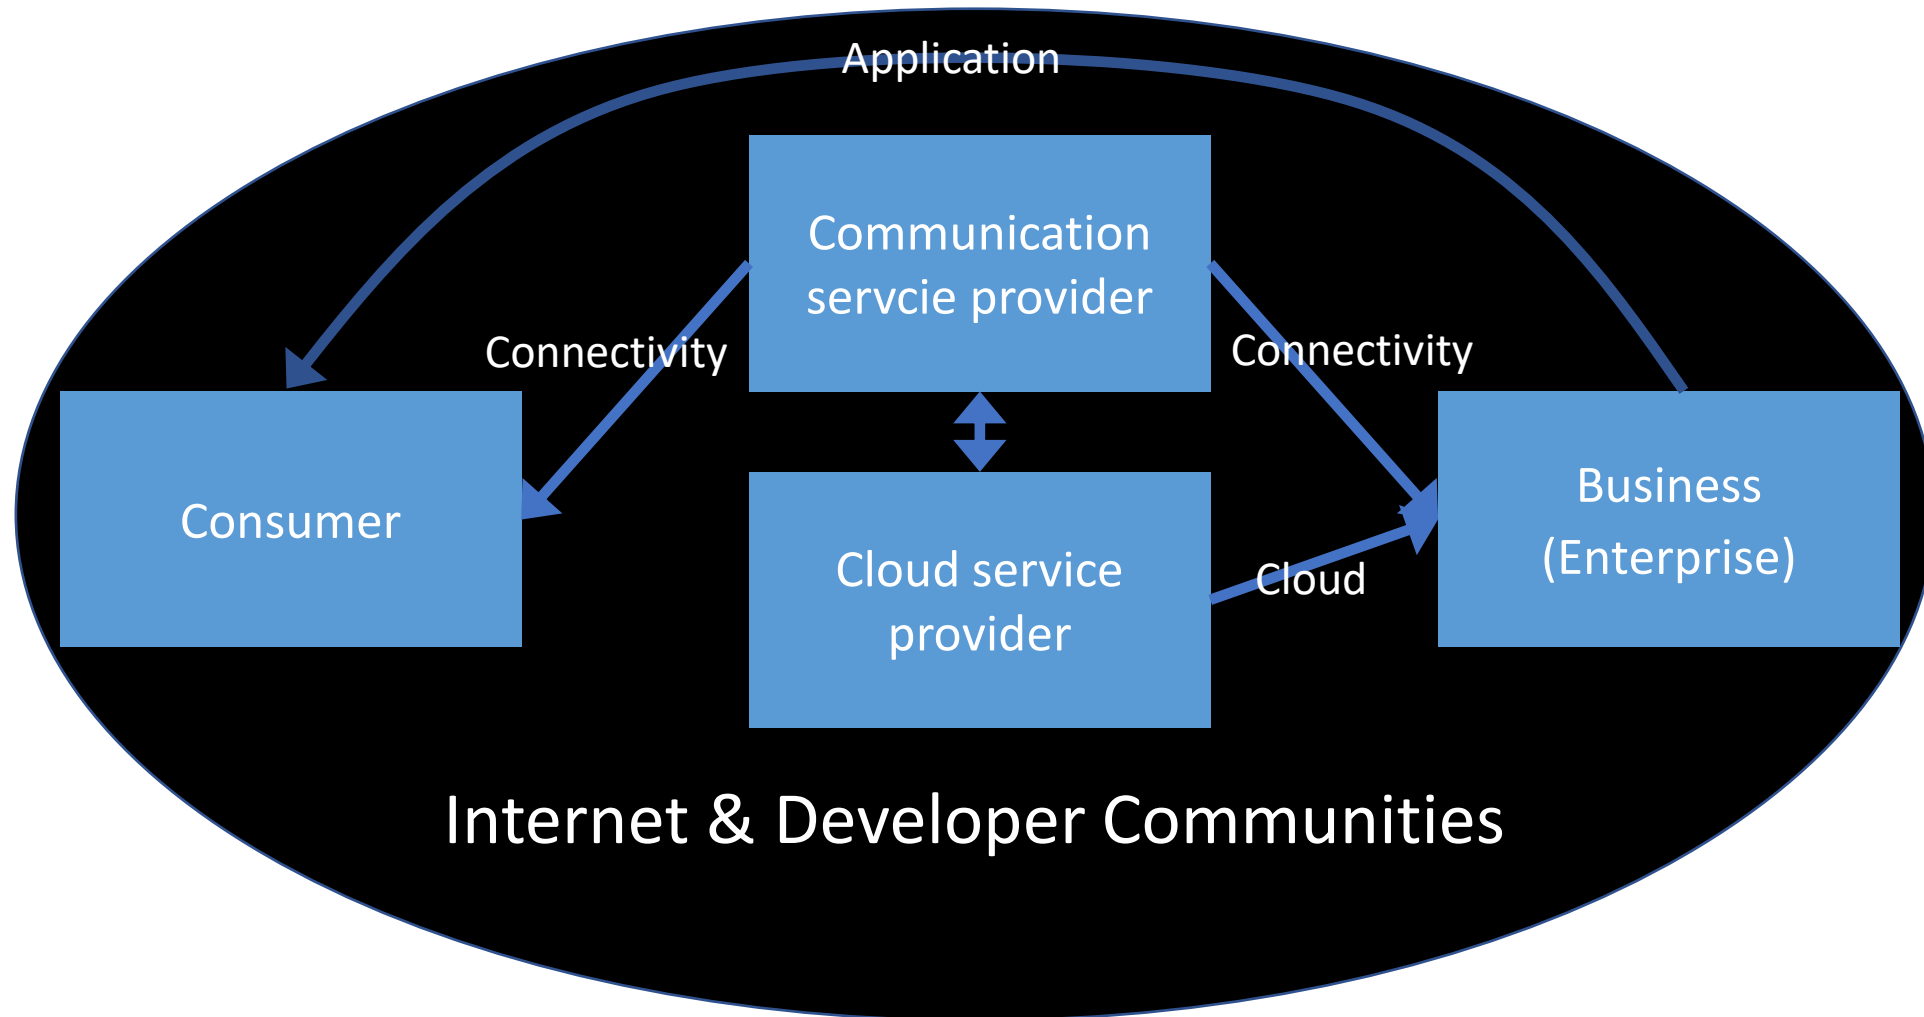 Application
Communication
servcie provider
Connectivity
Connectivity
Consumer
Business
(Enterprise)
Cloud service
provider
Cloud
Internet & Developer Communities